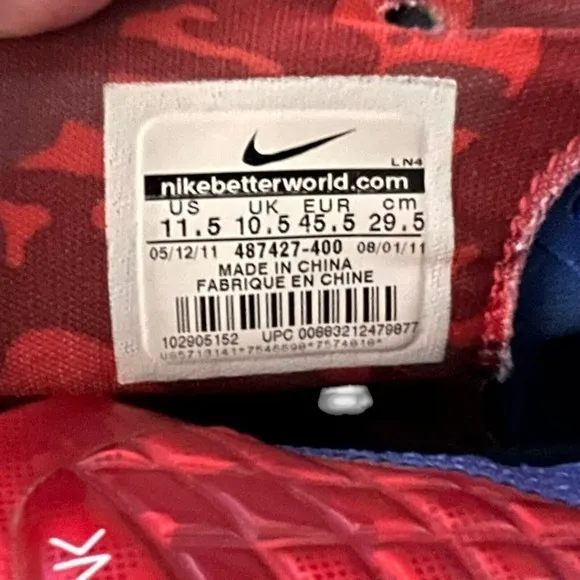 LN4
nikebetterworld.com
US UK EUR cm
11.5 10.5 45.5 29.5
05/12/11 487427-400 08/01/11
MADE IN CHINA
FABRIQUE EN CHINE
102905152 UPC 00883212479877